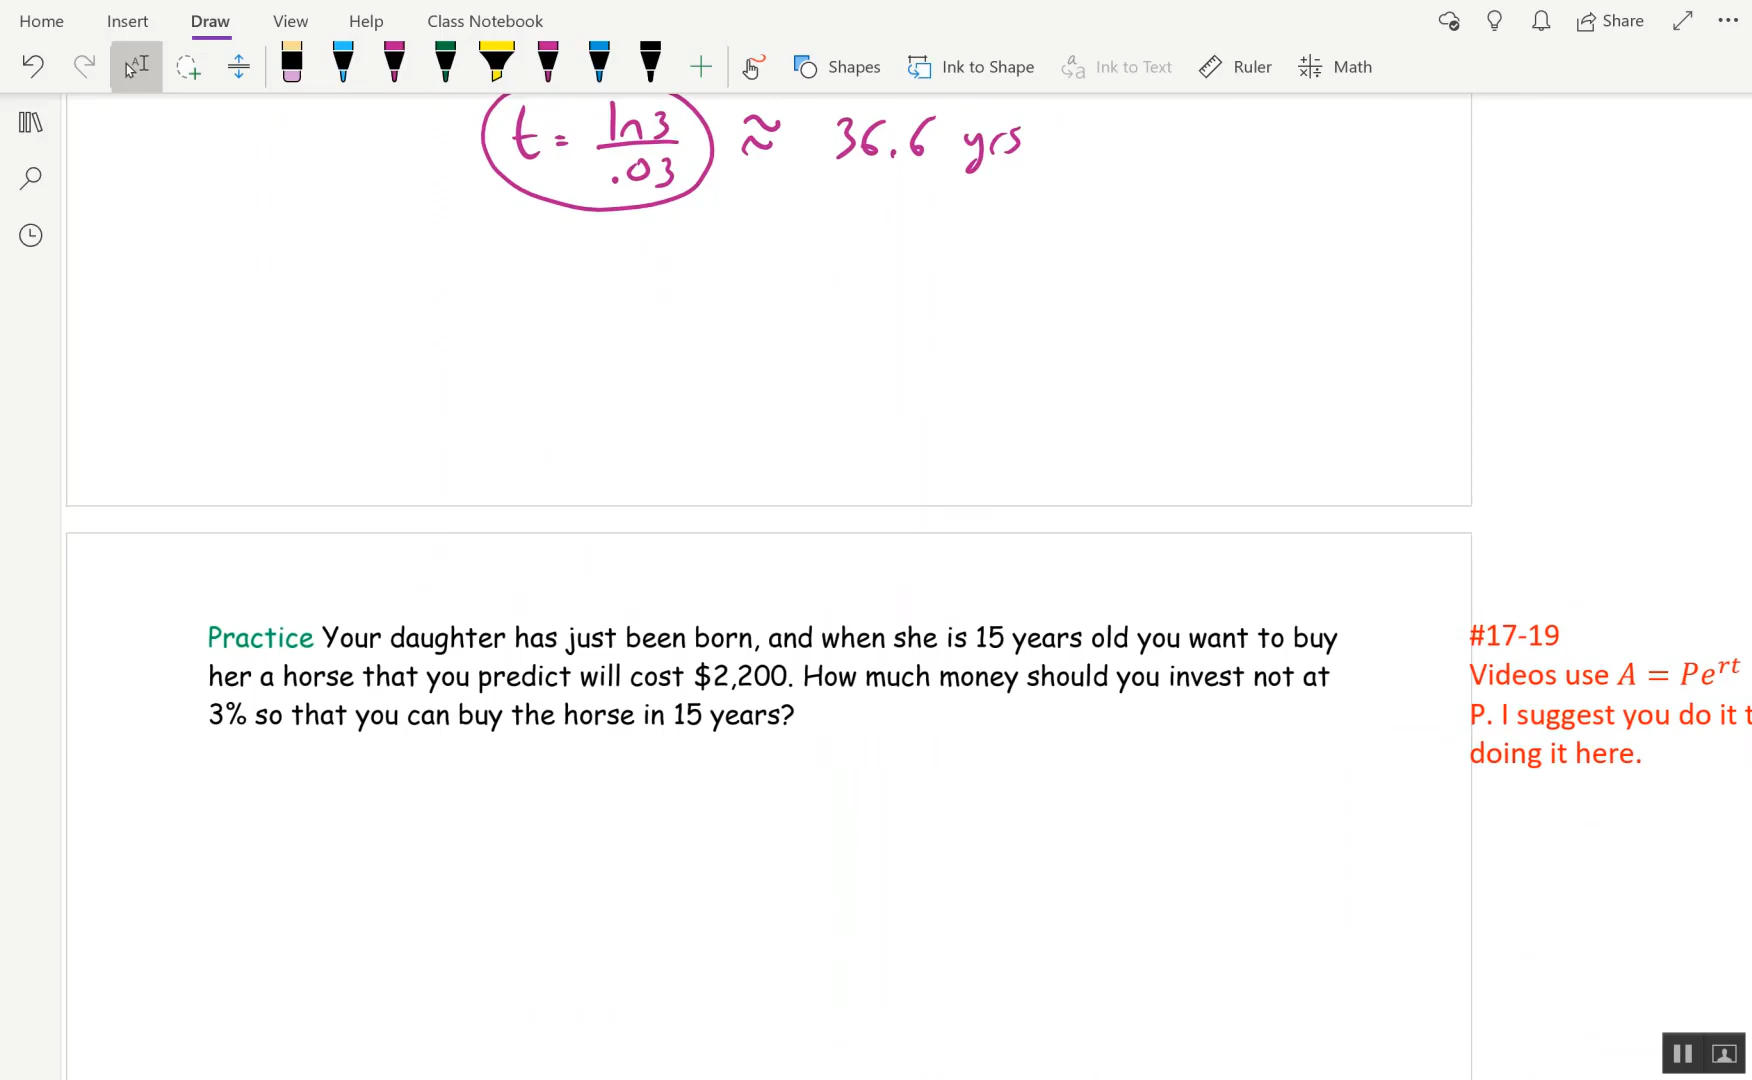 Home Insert Draw View Help Class Notebook Share
Shapes Ink to Shape Ink to Text Ruler Math
t = ln 3 / .03 ≈ 36.6 yrs
Practice Your daughter has just been born, and when she is 15 years old you want to buy
her a horse that you predict will cost $2,200. How much money should you invest not at
3% so that you can buy the horse in 15 years?
#17-19
Videos use A = Pe^{rt}
P. I suggest you do it t
doing it here.